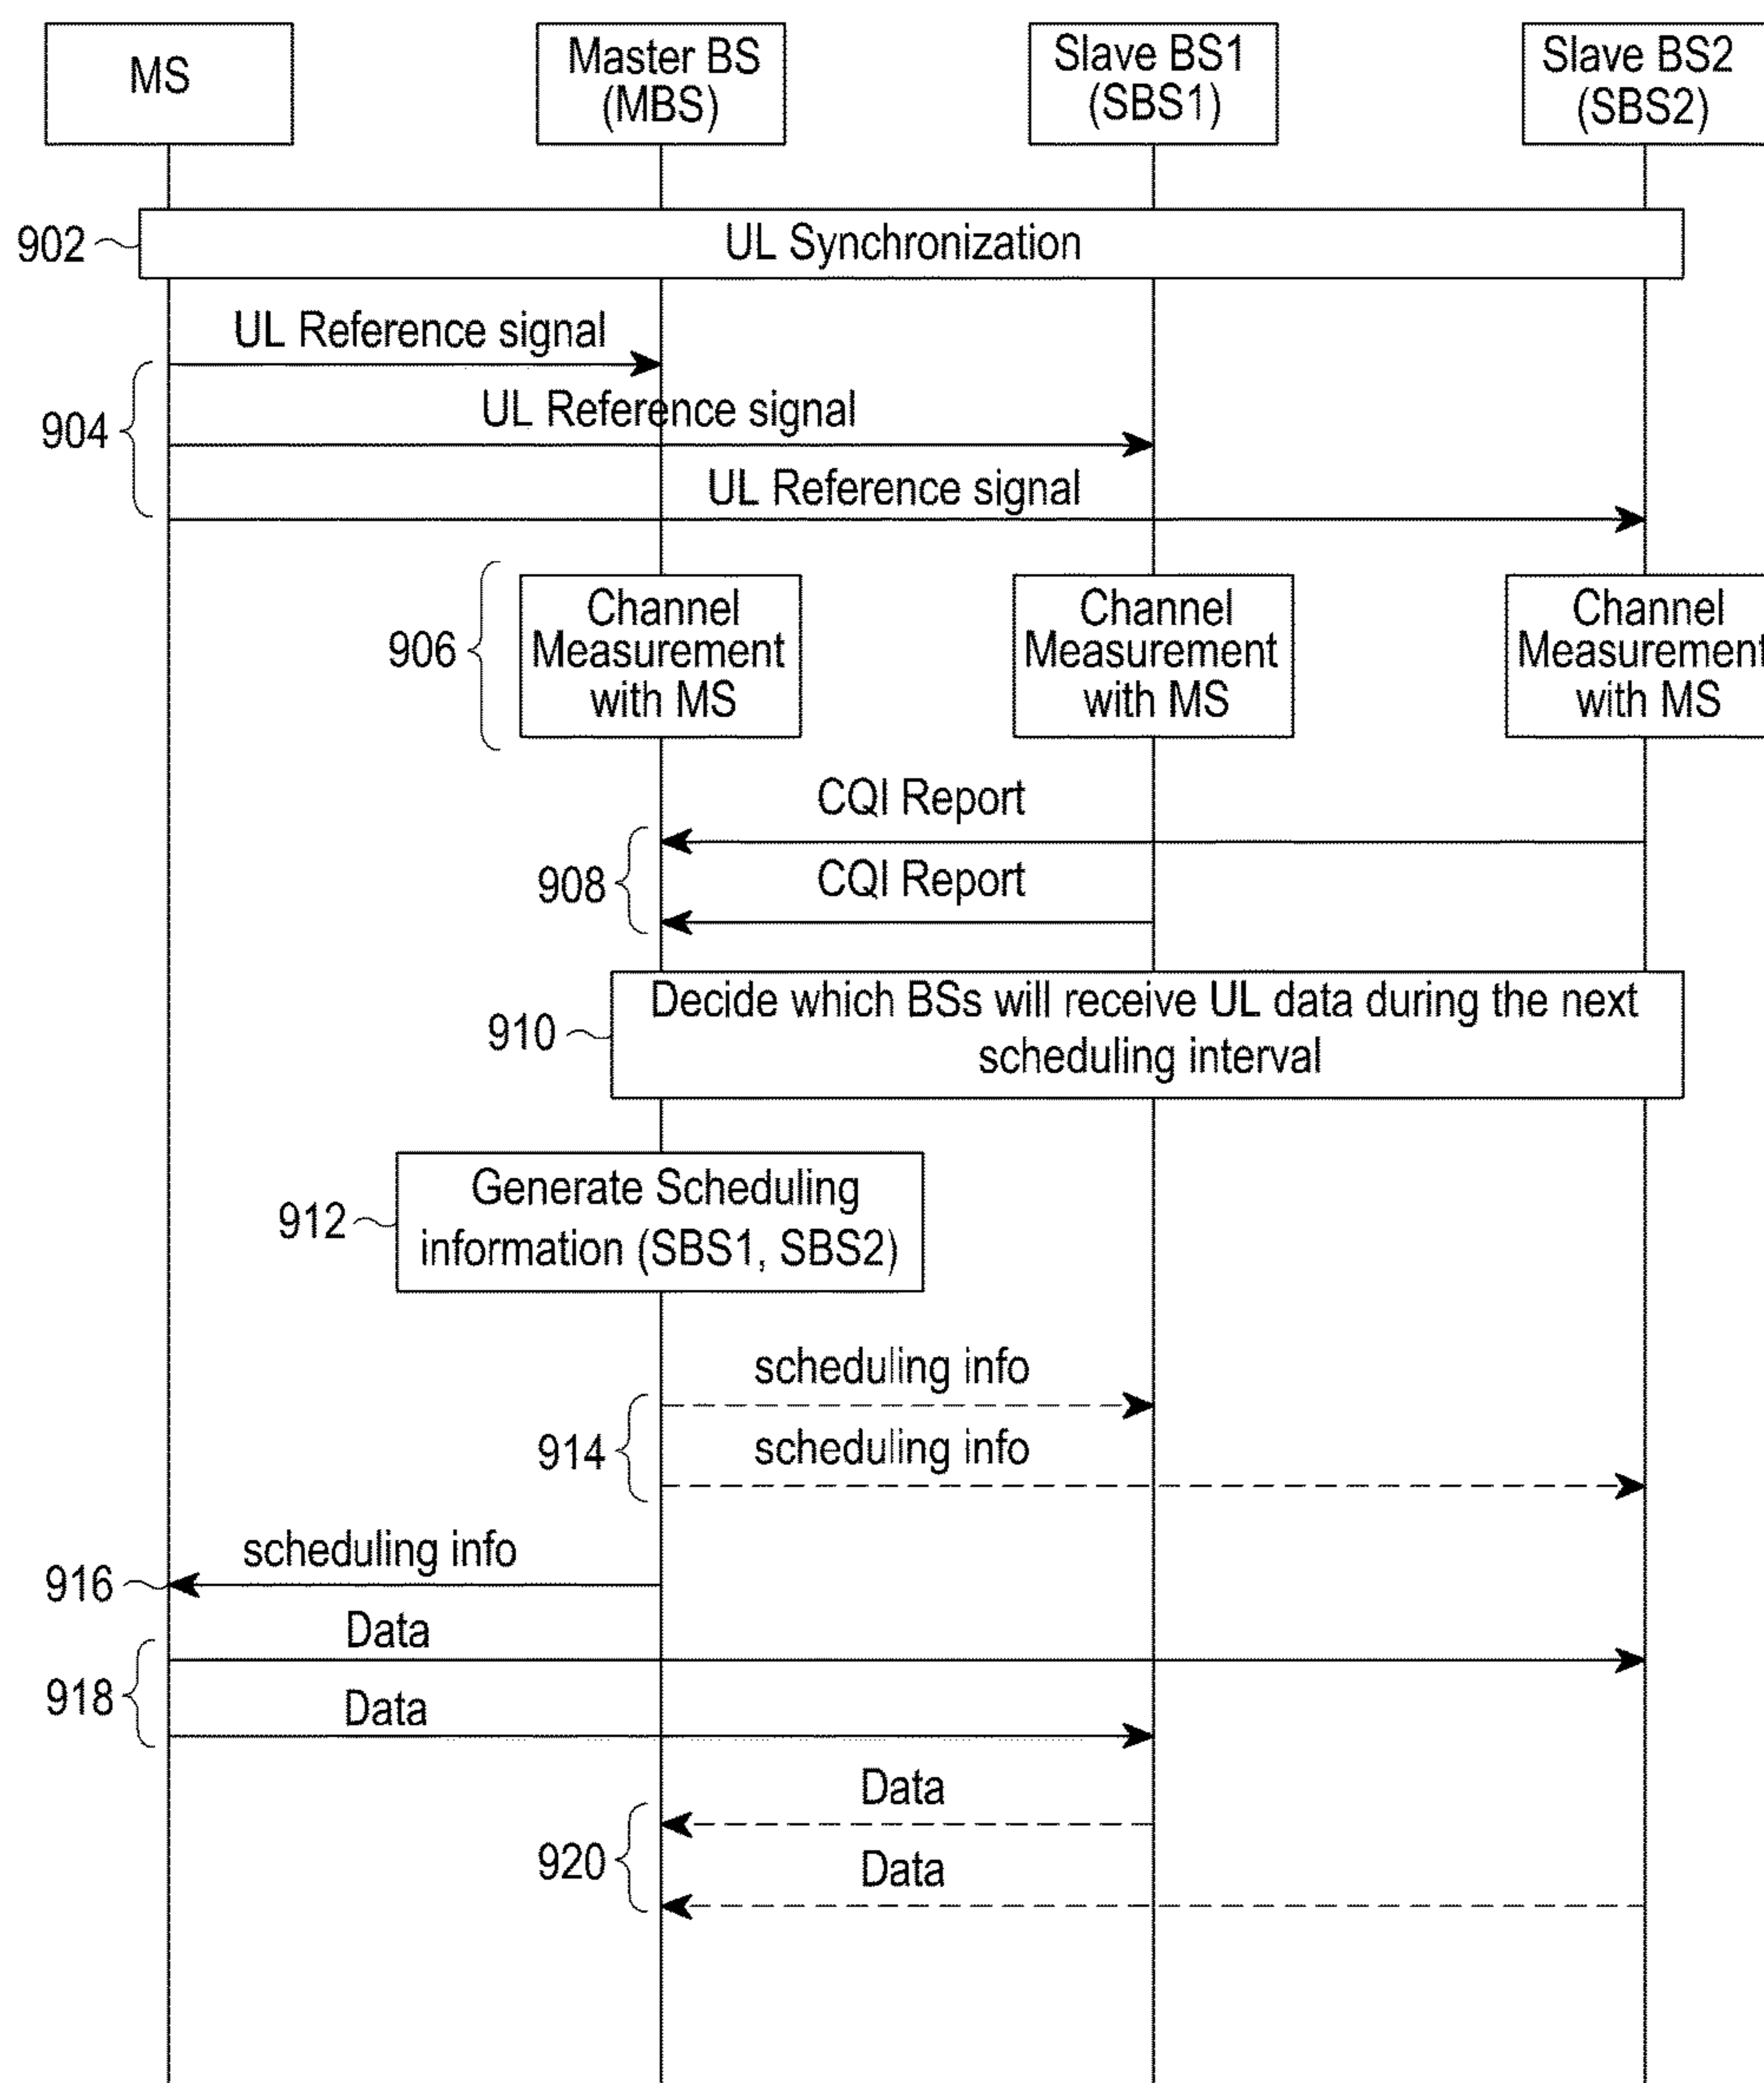 MS
Master BS
(MBS)
Slave BS1
(SBS1)
Slave BS2
(SBS2)
902
UL Synchronization
UL Reference signal
904
UL Reference signal
UL Reference signal
906
Channel
Measurement
with MS
Channel
Measurement
with MS
Channel
Measurement
with MS
CQI Report
908
CQI Report
910
Decide which BSs will receive UL data during the next
scheduling interval
912
Generate Scheduling
information (SBS1, SBS2)
scheduling info
914
scheduling info
916
scheduling info
Data
918
Data
Data
920
Data